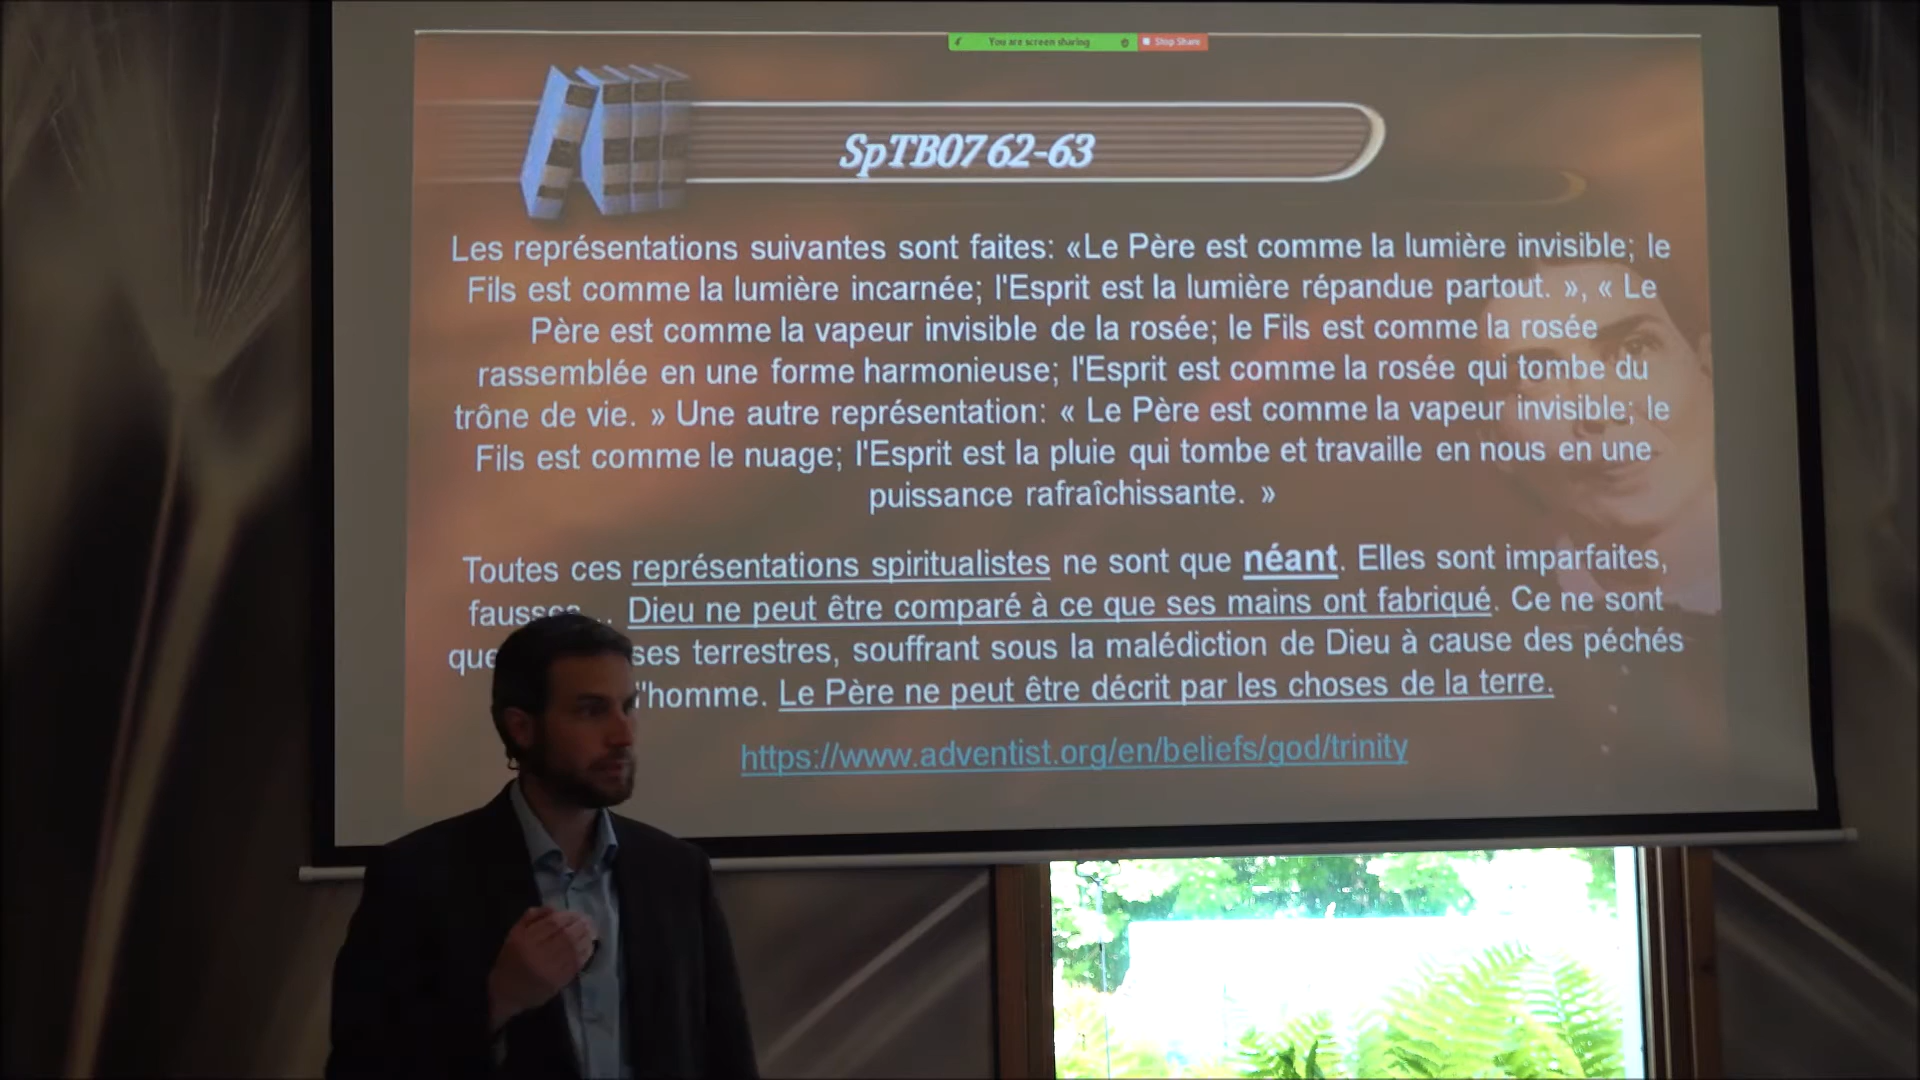 You are screen sharing
Stop Share
SpTB07 62-63
Les représentations suivantes sont faites: «Le Père est comme la lumière invisible; le
Fils est comme la lumière incarnée; l'Esprit est la lumière répandue partout. », « Le
Père est comme la vapeur invisible de la rosée; le Fils est comme la rosée
rassemblée en une forme harmonieuse; l'Esprit est comme la rosée qui tombe du
trône de vie. » Une autre représentation: « Le Père est comme la vapeur invisible; le
Fils est comme le nuage; l'Esprit est la pluie qui tombe et travaille en nous en une
puissance rafraîchissante. »
Toutes ces représentations spiritualistes ne sont que néant. Elles sont imparfaites,
Dieu ne peut être comparé à ce que ses mains ont fabriqué. Ce ne sont
que terrestres, souffrant sous la malédiction de Dieu à cause des péchés
l'homme. Le Père ne peut être décrit par les choses de la terre.
https://www.adventist.org/en/beliefs/god/trinity